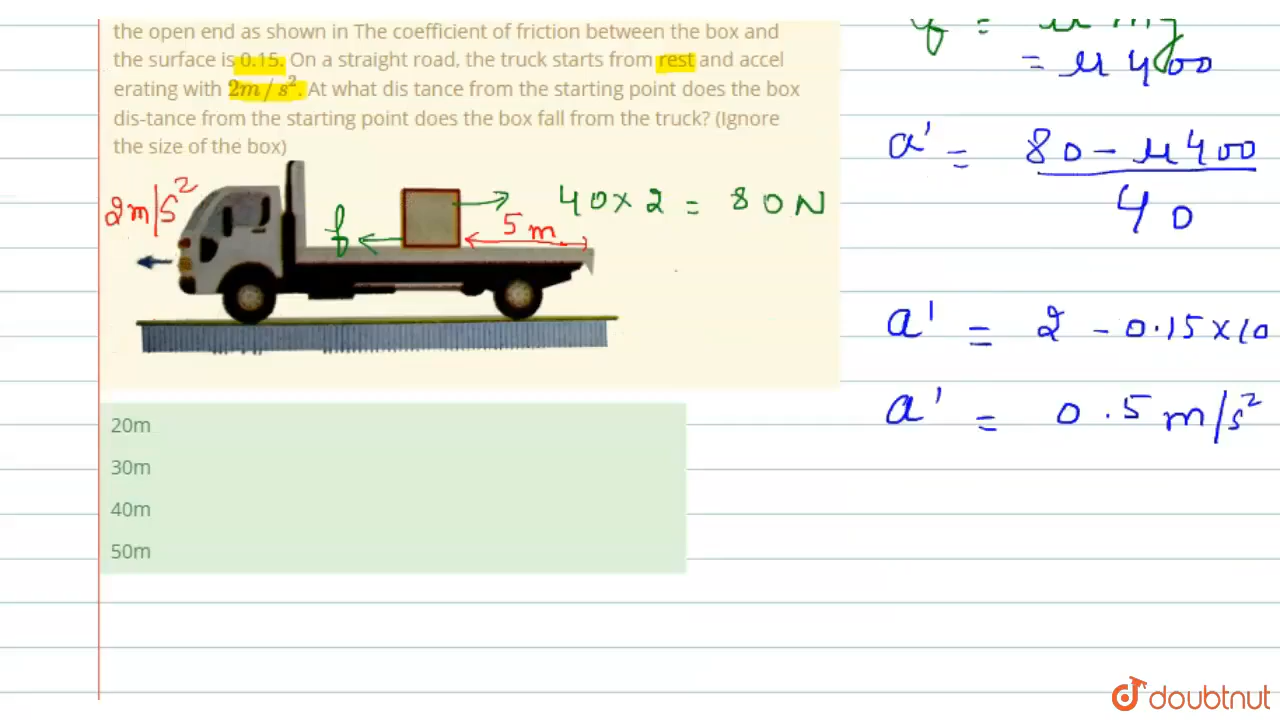 the open end as shown in The coefficient of friction between the box and
the surface is 0.15. On a straight road, the truck starts from rest and accel
erating with 2m/s². At what dis tance from the starting point does the box
dis-tance from the starting point does the box fall from the truck? (Ignore
the size of the box)
2m/s²
f
5 m
40×2 = 80N
= μ400
a' = 80-μ400
40
a' = 2 - 0.15×10
a' = 0.5 m/s²
20m
30m
40m
50m
doubtnut